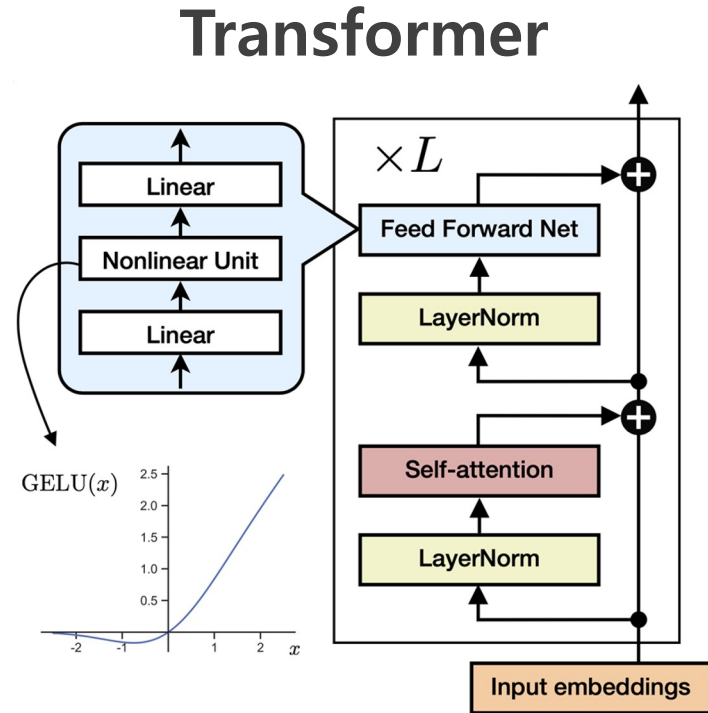 Transformer
×L
Linear
Nonlinear Unit
Linear
Feed Forward Net
LayerNorm
Self-attention
LayerNorm
Input embeddings
GELU(x)
2.5
2.0
1.5
1.0
0.5
-2 -1 1 2 x